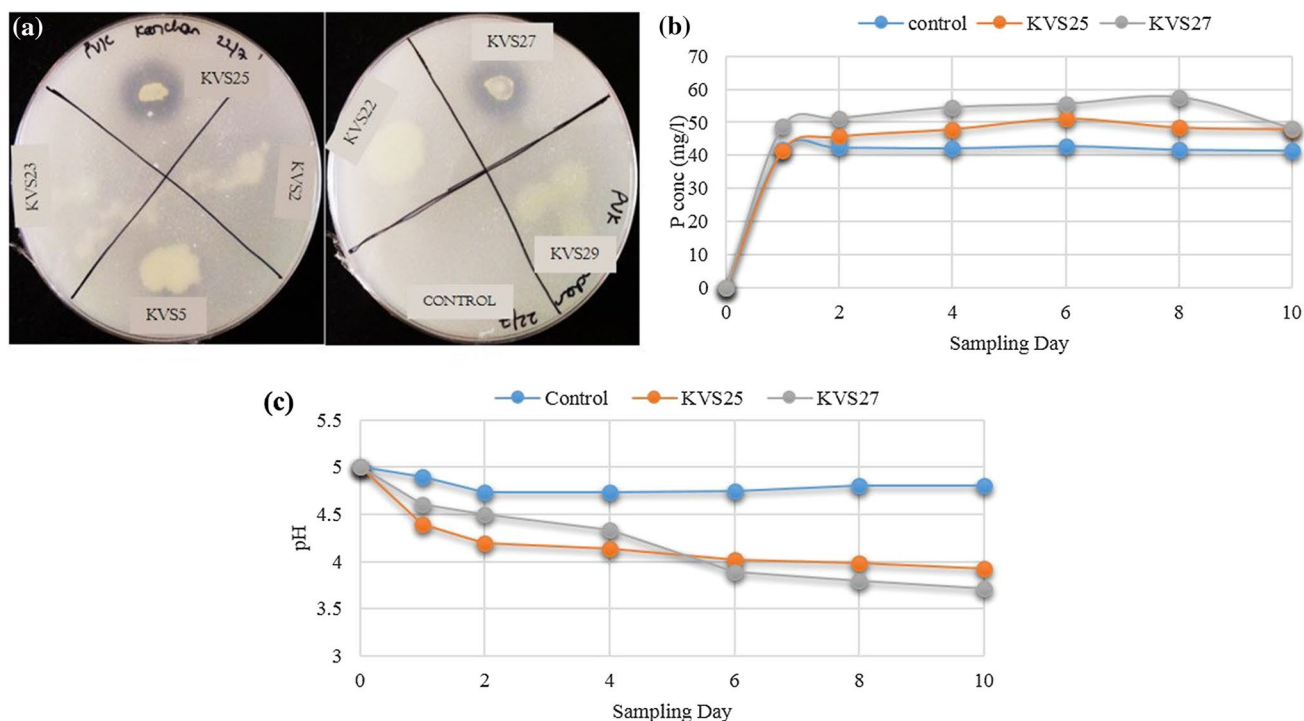 (a)
PVK Kanchan 22/7
KVS25
KVS23
KVS2
KVS5
KVS27
KVS22
PVK
KVS29
CONTROL
22/7
(b)
control KVS25 KVS27
70
60
50
40
30
20
10
0
P conc (mg/l)
0 2 4 6 8 10
Sampling Day
(c)
Control KVS25 KVS27
5.5
5
4.5
4
3.5
3
pH
0 2 4 6 8 10
Sampling Day